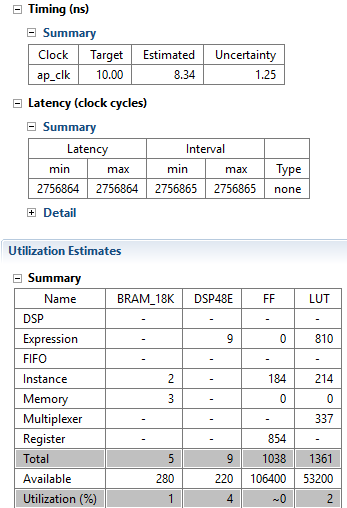 Timing (ns)
Summary
Clock Target Estimated Uncertainty
ap_clk 10.00 8.34 1.25
Latency (clock cycles)
Summary
Latency Interval
min max min max Type
2756864 2756864 2756865 2756865 none
Detail
Utilization Estimates
Summary
Name BRAM_18K DSP48E FF LUT
DSP - - - -
Expression - 9 0 810
FIFO - - - -
Instance 2 - 184 214
Memory 3 - 0 0
Multiplexer - - - 337
Register - - 854 -
Total 5 9 1038 1361
Available 280 220 106400 53200
Utilization (%) 1 4 ~0 2